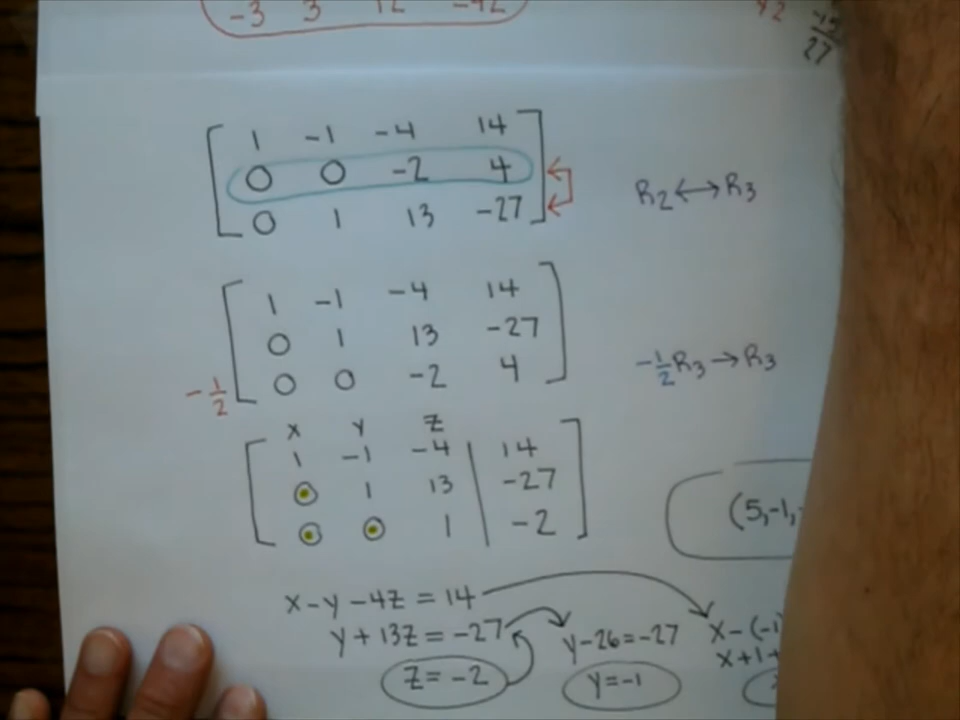 -3 3 12 -42
27
1 -1 -4 14
0 0 -2 4
0 1 13 -27
R2 ↔ R3
1 -1 -4 14
0 1 13 -27
0 0 -2 4
-1/2
-1/2 R3 → R3
x y z
1 -1 -4 | 14
0 1 13 | -27
0 0 1 | -2
(5,-1,-
x - y - 4z = 14
y + 13z = -27
z = -2
y - 26 = -27
y = -1
x - (-1)
x + 1 +